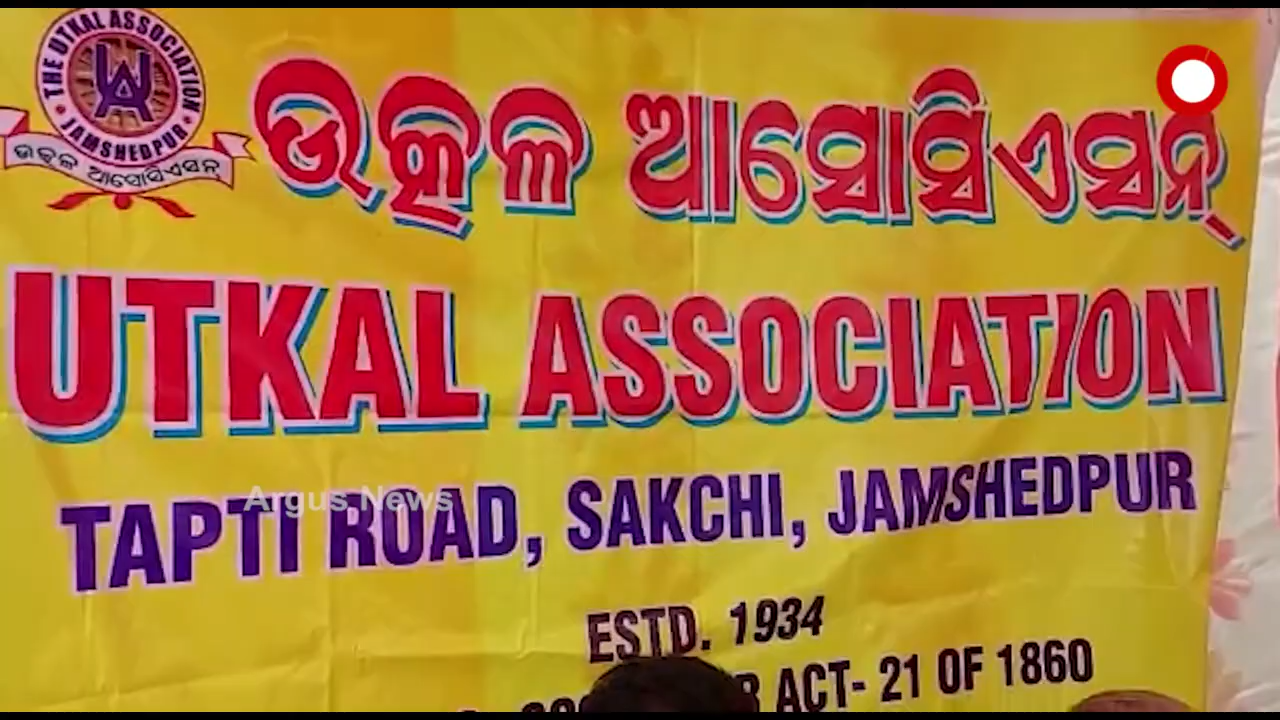 THE UTKAL ASSOCIATION
JAMSHEDPUR
ଉତ୍କଳ ଆସୋସିଏସନ୍
ଉତ୍କଳ ଆସୋସିଏସନ୍
UTKAL ASSOCIATION
TAPTI ROAD, SAKCHI, JAMSHEDPUR
Argus News
ESTD. 1934
ACT- 21 OF 1860